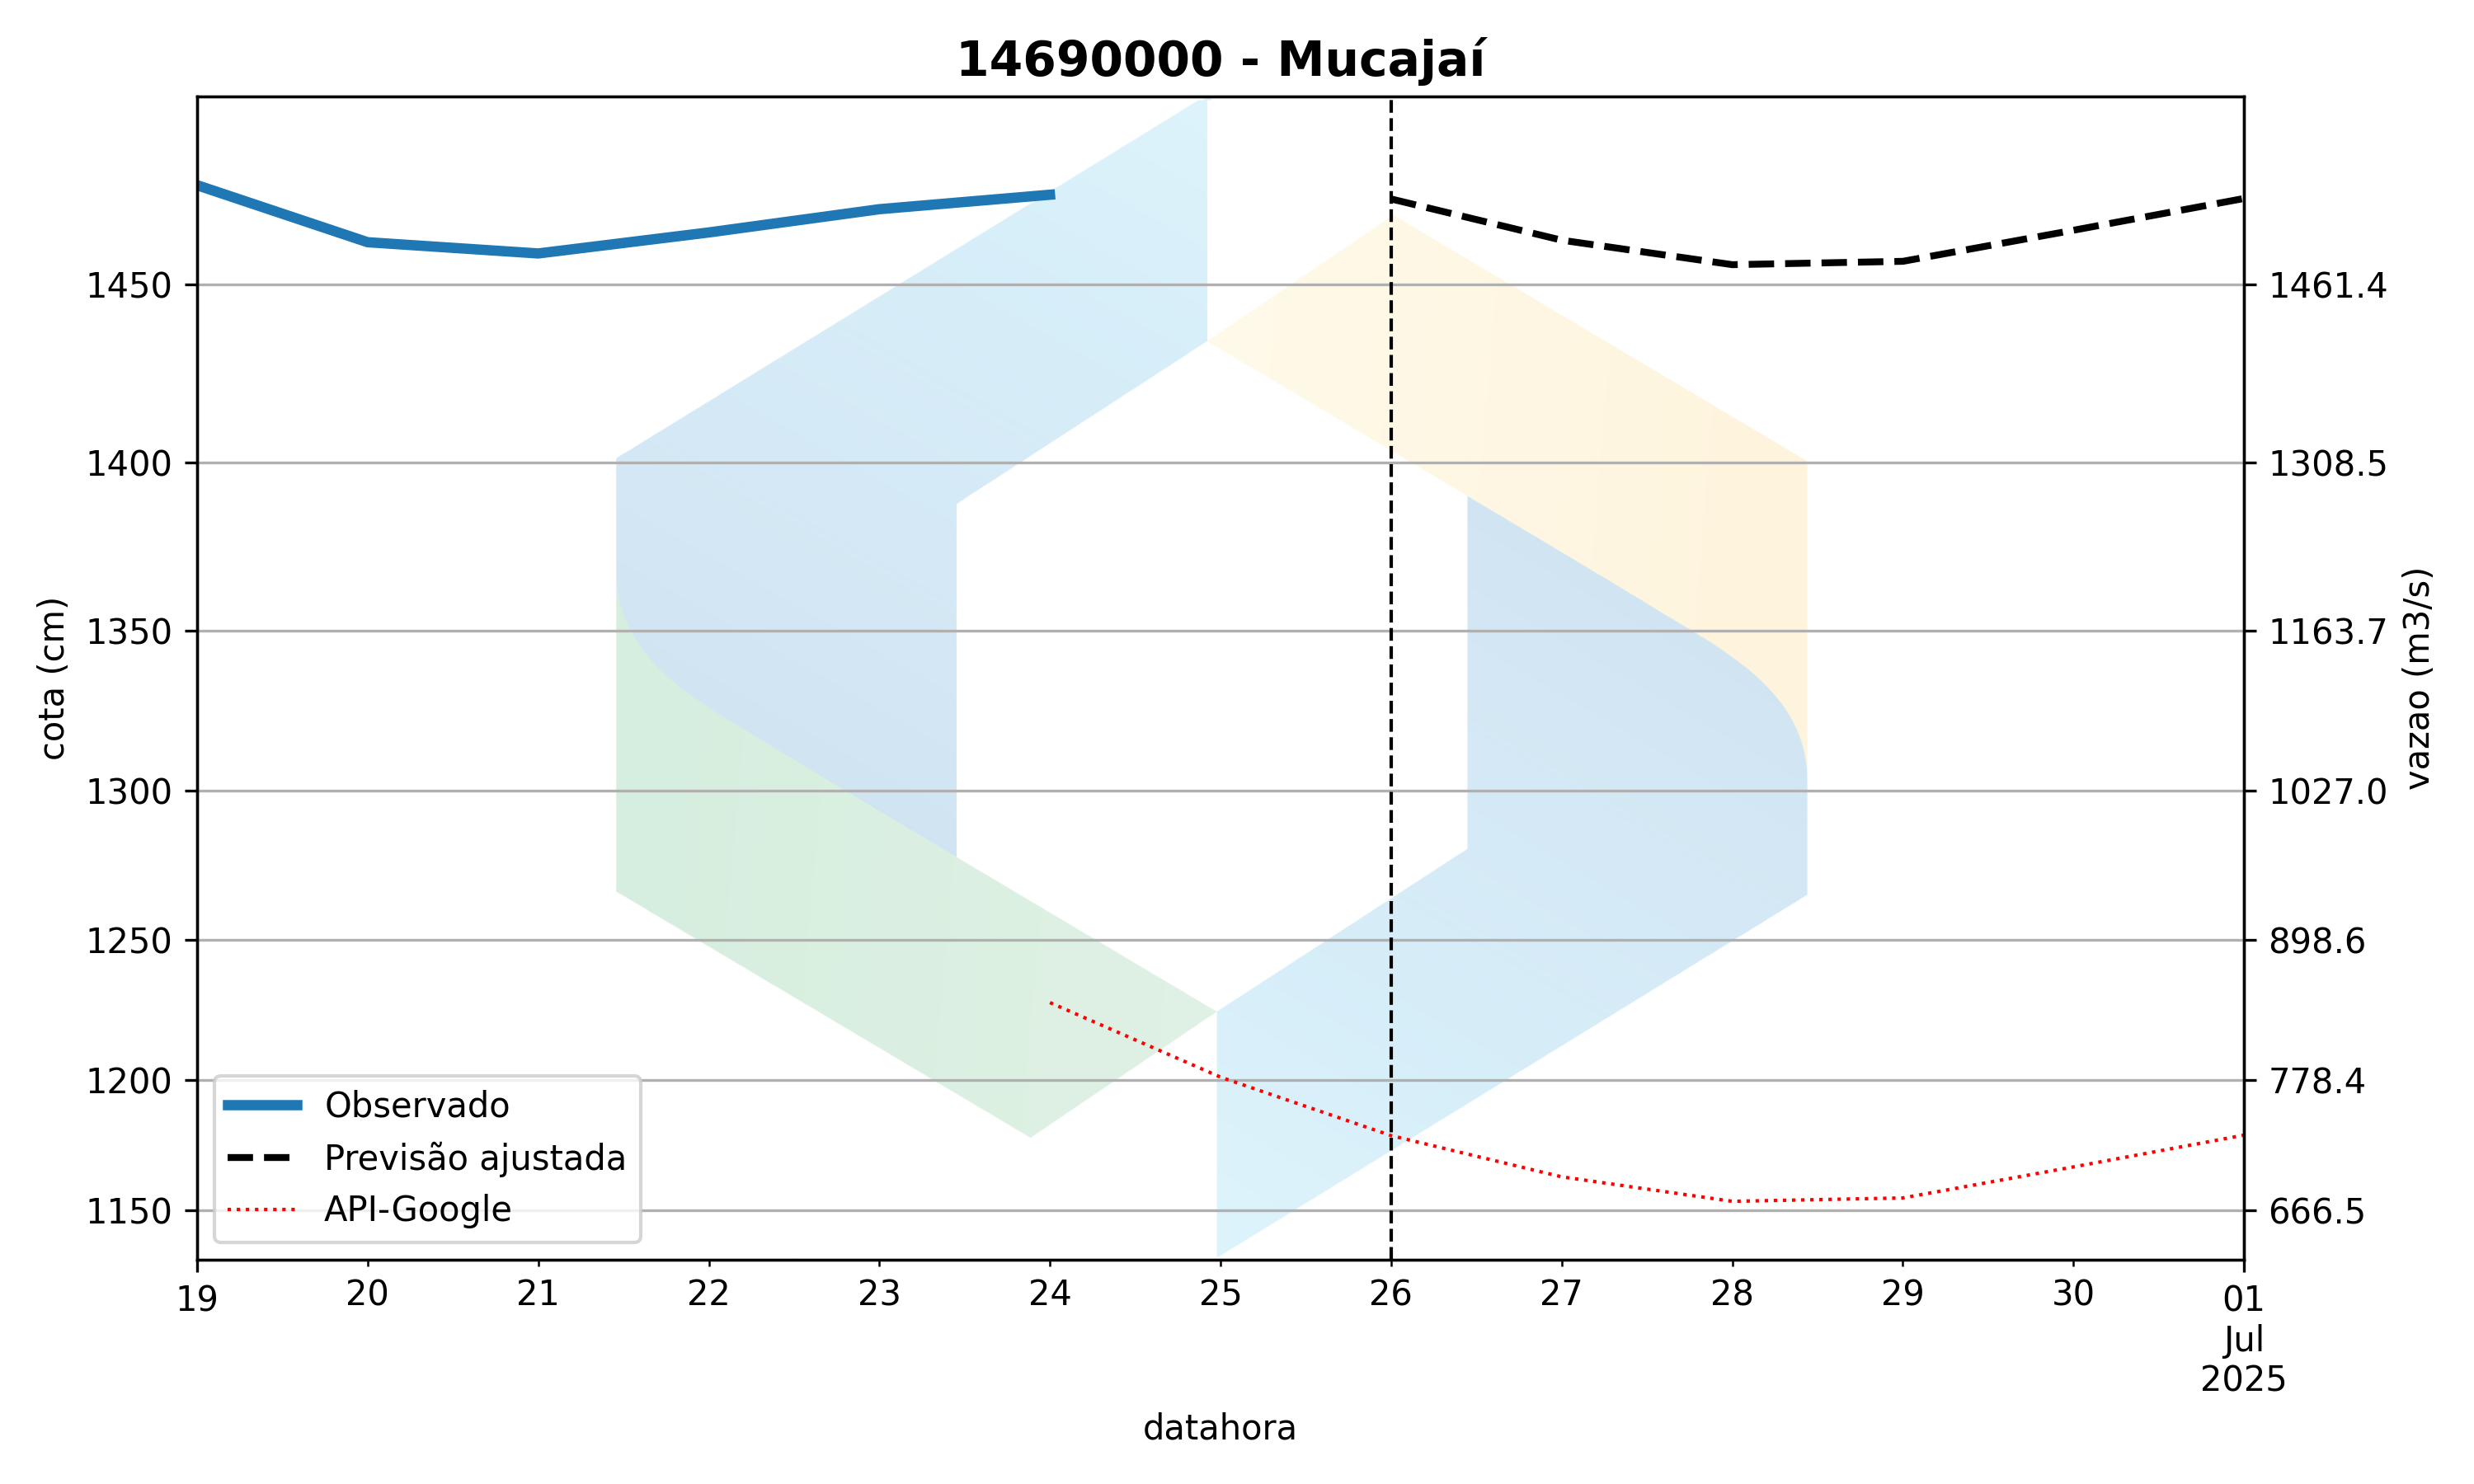 14690000 - Mucajaí
1450
1400
1350
1300
1250
1200
1150
cota (cm)
1461.4
1308.5
1163.7
1027.0
898.6
778.4
666.5
vazao (m3/s)
Observado
Previsão ajustada
API-Google
19 20 21 22 23 24 25 26 27 28 29 30 01
Jul
2025
datahora